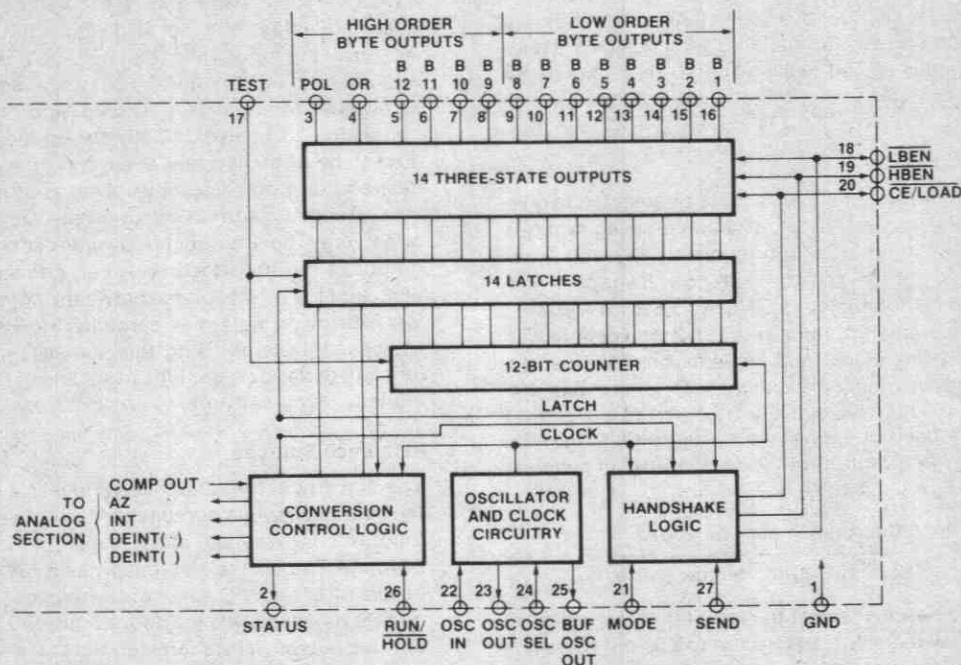 HIGH ORDER
BYTE OUTPUTS
LOW ORDER
BYTE OUTPUTS
TEST POL OR B 12 B 11 B 10 B 9 B 8 B 7 B 6 B 5 B 4 B 3 B 2 B 1
17 3 4 5 6 7 8 9 10 11 12 13 14 15 16
14 THREE-STATE OUTPUTS
18 LBEN
19 HBEN
20 CE/LOAD
14 LATCHES
12-BIT COUNTER
LATCH
CLOCK
TO
ANALOG
SECTION
COMP OUT
AZ
INT
DEINT(-)
DEINT( )
CONVERSION
CONTROL LOGIC
OSCILLATOR
AND CLOCK
CIRCUITRY
HANDSHAKE
LOGIC
2 26 22 23 24 25 21 27 1
STATUS
RUN/
HOLD
OSC
IN
OSC
OUT
OSC
SEL
BUF
OSC
OUT
MODE
SEND
GND